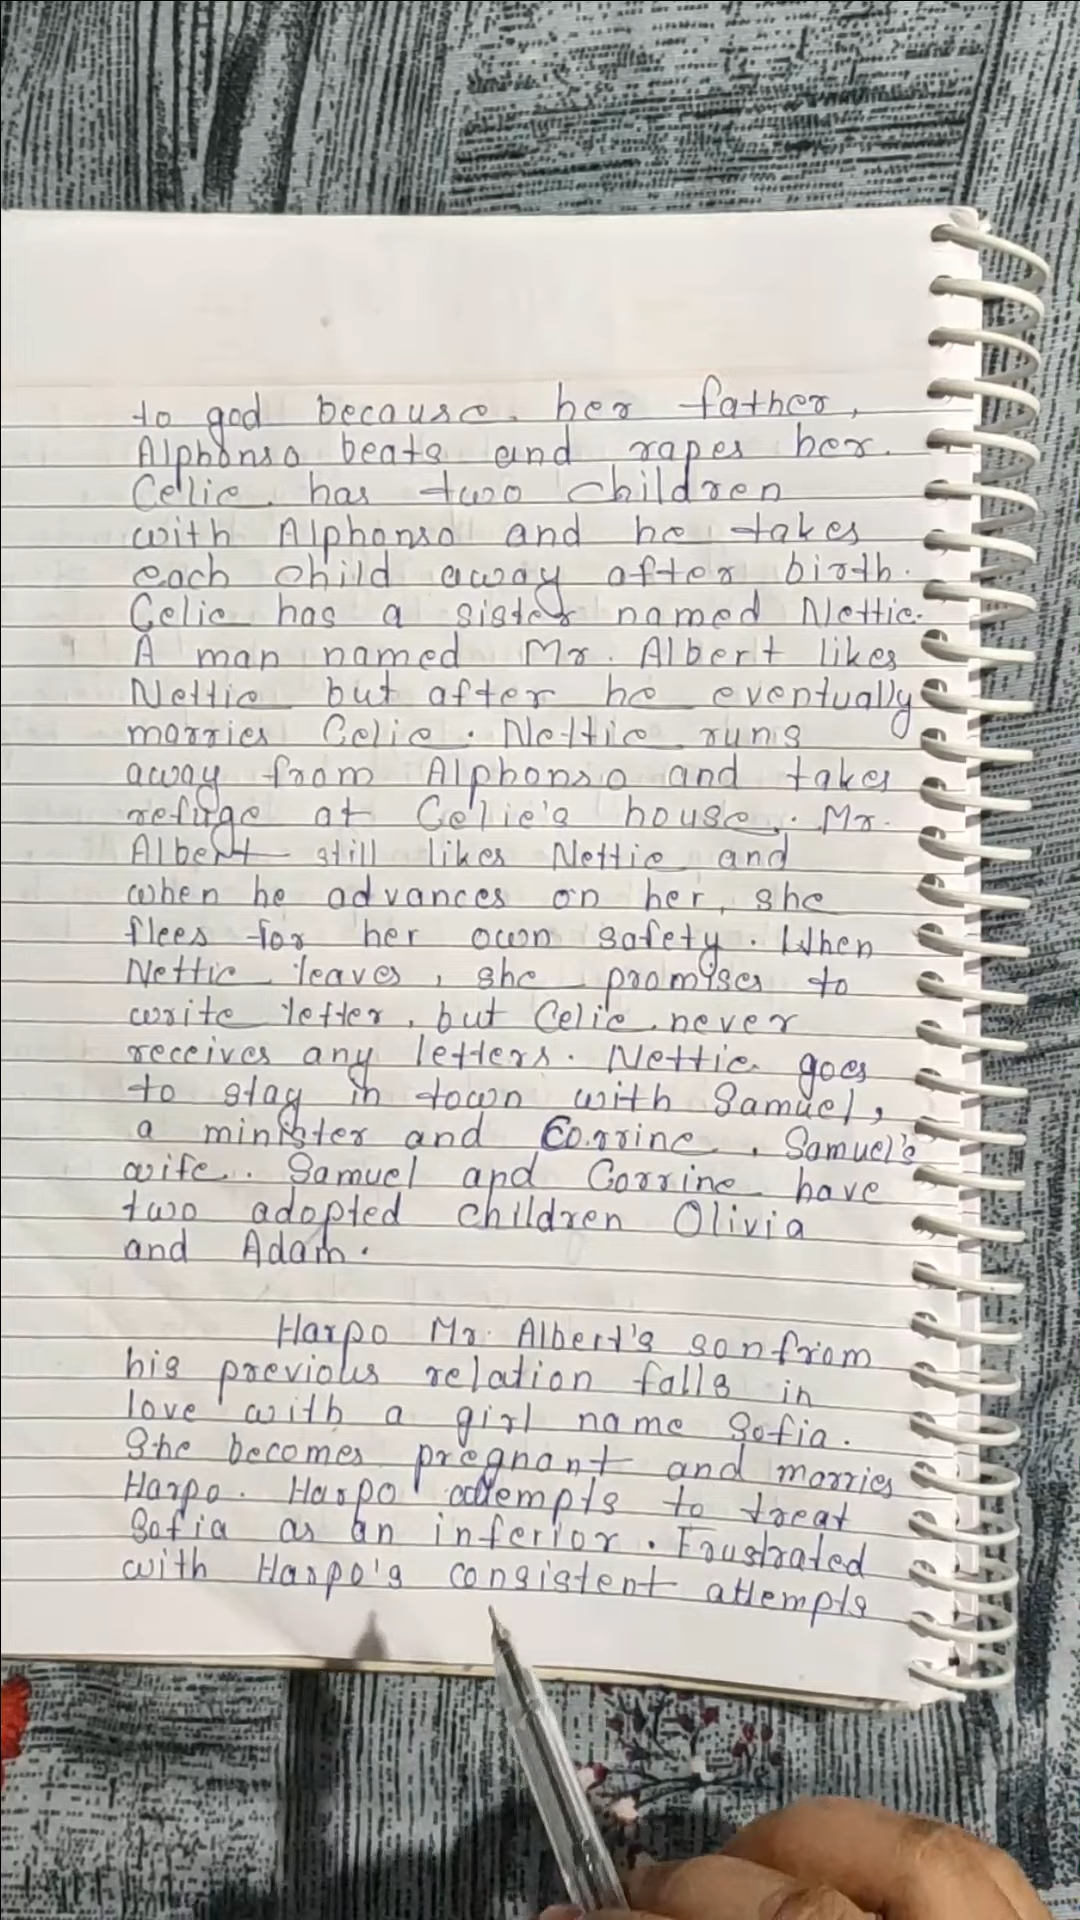 to god because her father,
Alphonso beats and rapes her.
Celie has two children
with Alphonso and he takes
each child away after birth.
Celie has a sister named Nettie.
A man named Mr. Albert likes
Nettie but after he eventually
marries Celie. Nettie runs
away from Alphonso and takes
refuge at Celie's house. Mr.
Albert still likes Nettie and
when he advances on her, she
flees for her own safety. When
Nettie leaves, she promises to
write letter, but Celie never
receives any letters. Nettie goes
to stay in town with Samuel,
a minister and Corrine, Samuel's
wife. Samuel and Corrine have
two adopted children Olivia
and Adam.
Harpo Mr. Albert's son from
his previous relation falls in
love with a girl name Sofia.
She becomes pregnant and marries
Harpo. Harpo attempts to treat
Sofia as an inferior. Frustrated
with Harpo's consistent attempts